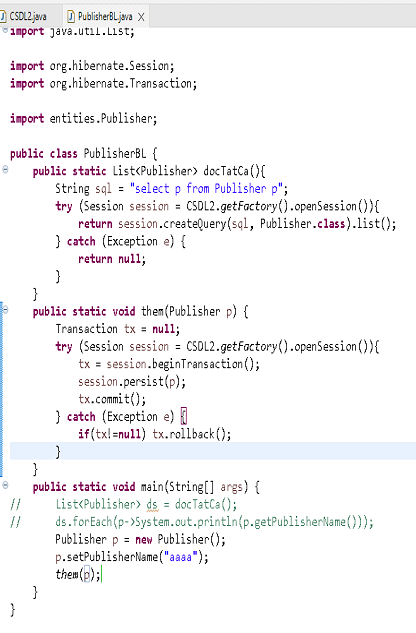 CSDL2.java PublisherBL.java
import java.util.List;
import org.hibernate.Session;
import org.hibernate.Transaction;
import entities.Publisher;
public class PublisherBL {
public static List<Publisher> docTatCa(){
String sql = "select p from Publisher p";
try (Session session = CSDL2.getFactory().openSession()){
return session.createQuery(sql, Publisher.class).list();
} catch (Exception e) {
return null;
}
}
public static void them(Publisher p) {
Transaction tx = null;
try (Session session = CSDL2.getFactory().openSession()){
tx = session.beginTransaction();
session.persist(p);
tx.commit();
} catch (Exception e) {
if(tx!=null) tx.rollback();
}
}
public static void main(String[] args) {
// List<Publisher> ds = docTatCa();
// ds.forEach(p->System.out.println(p.getPublisherName()));
Publisher p = new Publisher();
p.setPublisherName("aaaa");
them(p);
}
}